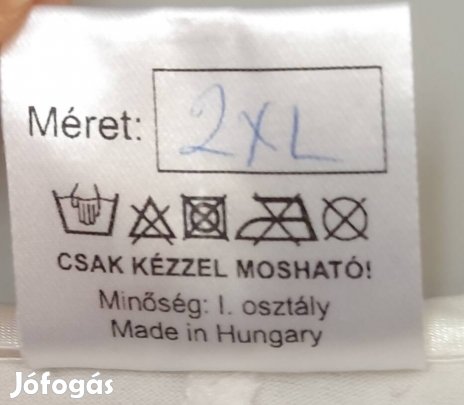 Méret: 2XL
CSAK KÉZZEL MOSHATÓ!
Minőség: I. osztály
Made in Hungary
Jófogás